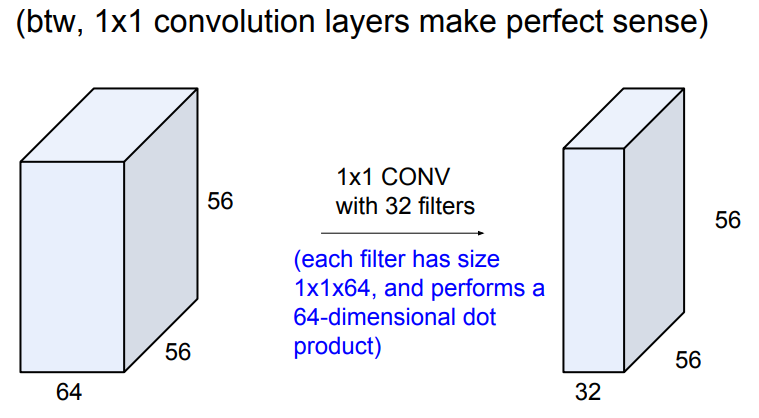 (btw, 1x1 convolution layers make perfect sense)
56
56
64
1x1 CONV
with 32 filters
(each filter has size
1x1x64, and performs a
64-dimensional dot
product)
56
56
32